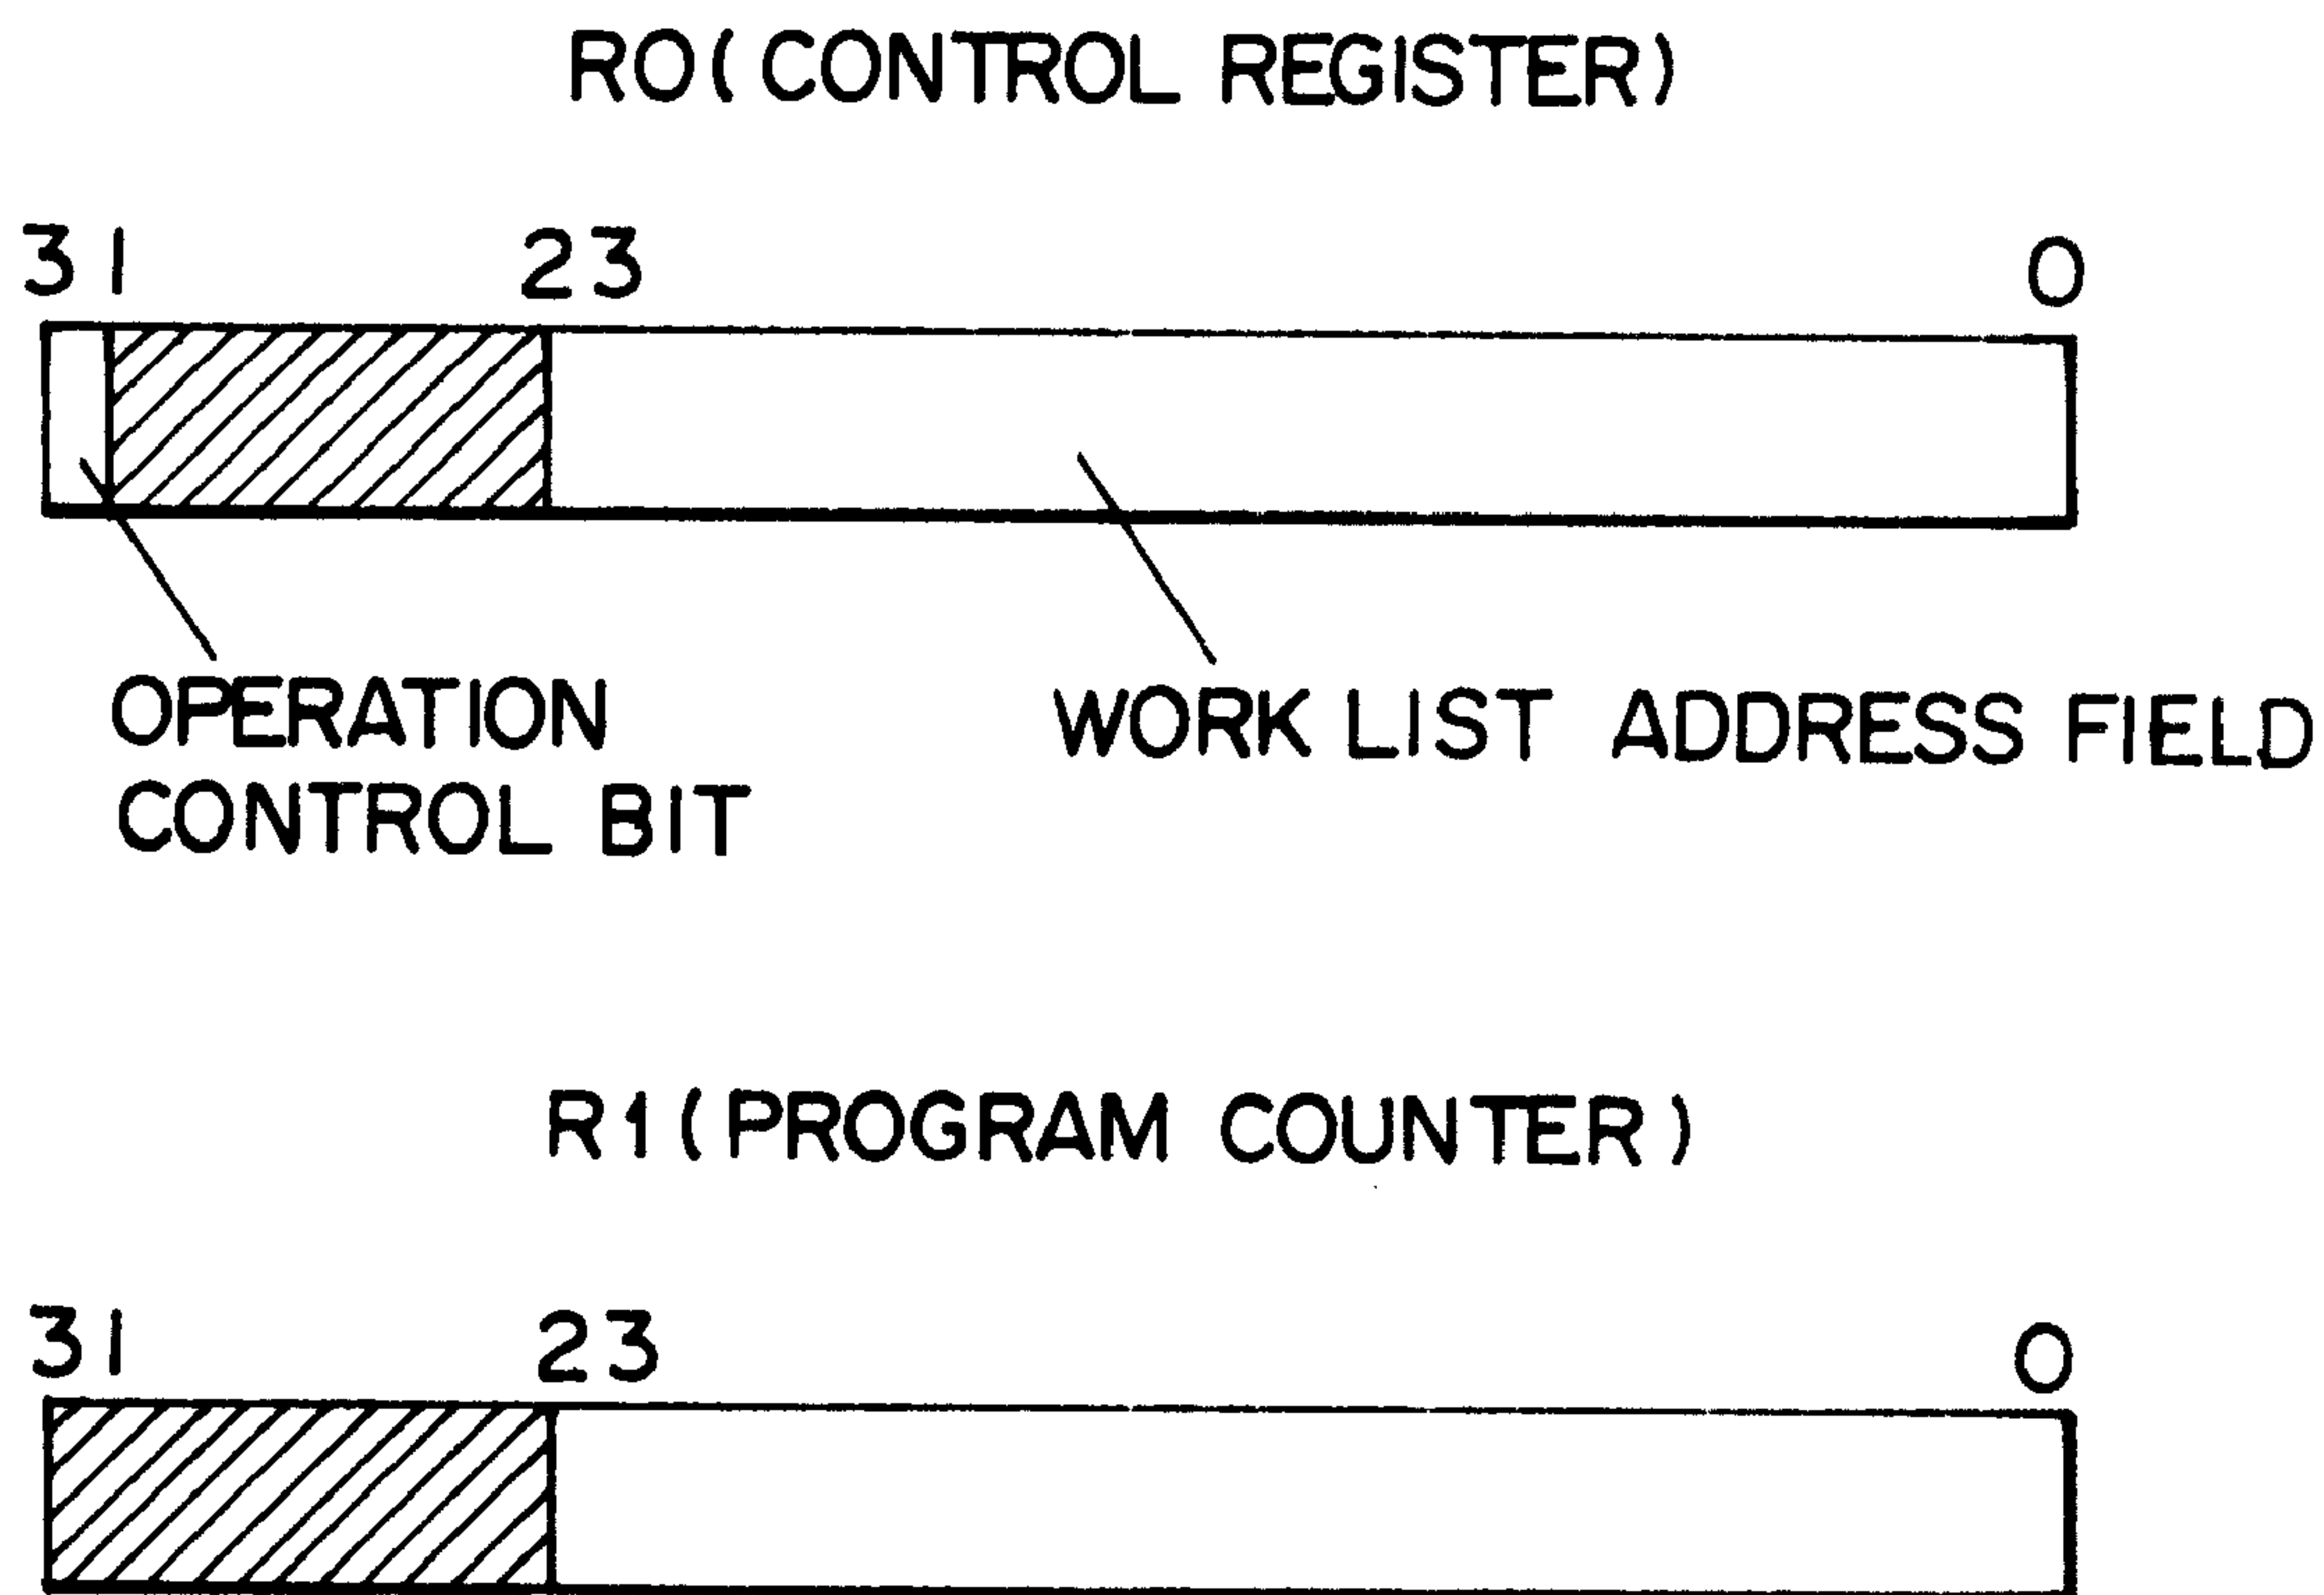 RO(CONTROL REGISTER)
31 23 0
OPERATION WORK LIST ADDRESS FIELD
CONTROL BIT
R1(PROGRAM COUNTER)
31 23 0